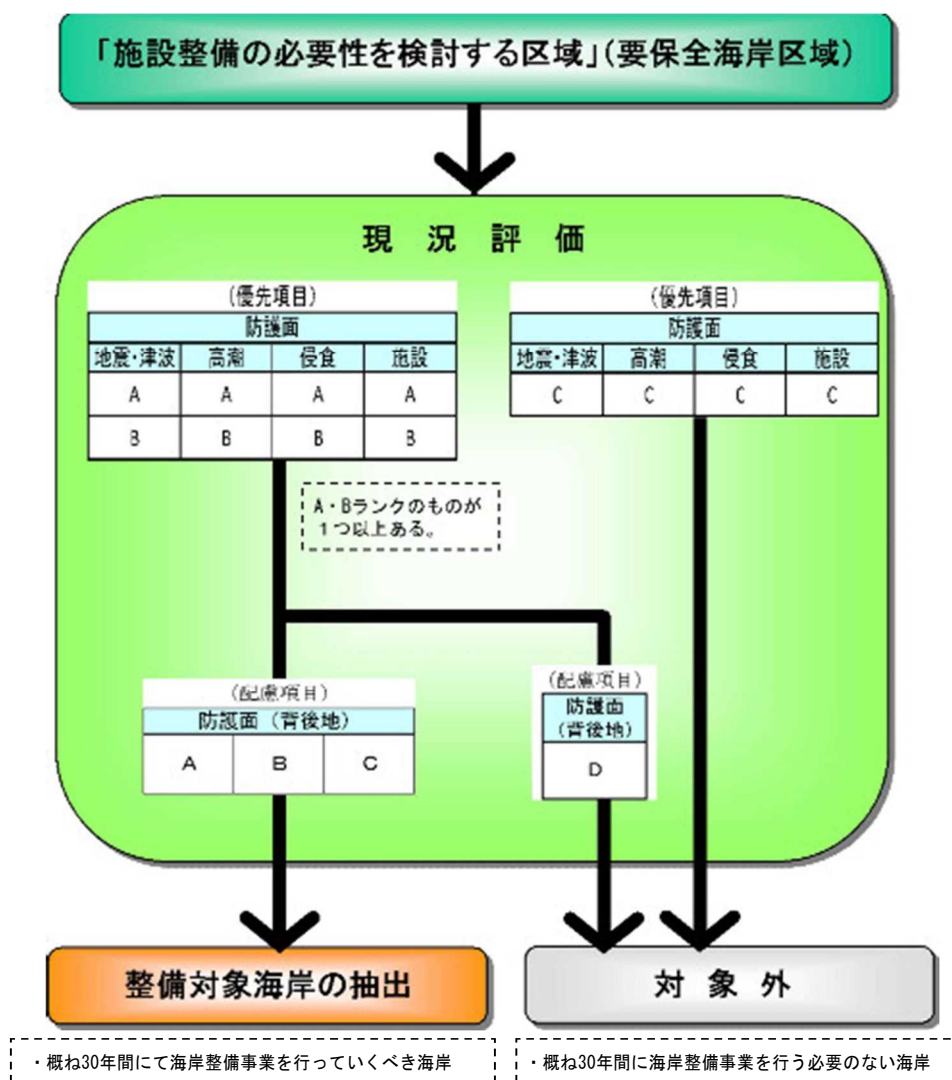 「施設整備の必要性を検討する区域」(要保全海岸区域)
現況評価
(優先項目)
防護面
地震・津波 高潮 侵食 施設
A A A A
B B B B
(優先項目)
防護面
地震・津波 高潮 侵食 施設
C C C C
A・Bランクのものが
1つ以上ある。
(配慮項目)
防護面(背後地)
A B C
(配慮項目)
防護面
(背後地)
D
整備対象海岸の抽出
対象外
・概ね30年間にて海岸整備事業を行っていくべき海岸
・概ね30年間に海岸整備事業を行う必要のない海岸